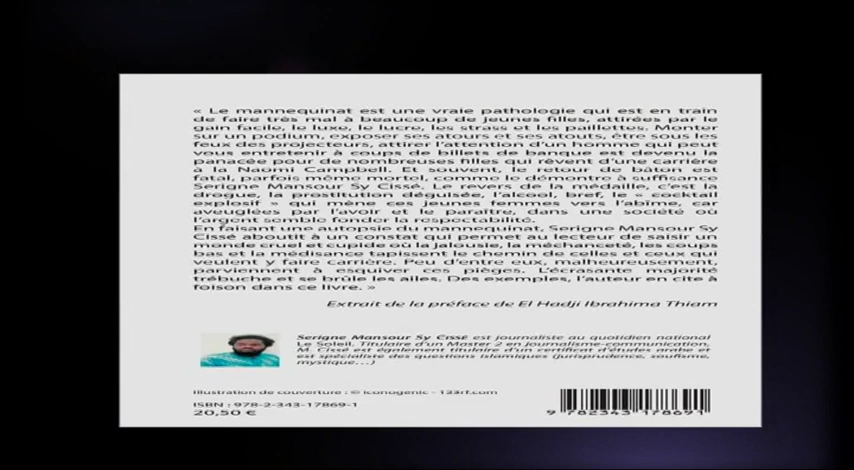 « Le mannequinat est une vraie pathologie qui est en train
de faire très mal à beaucoup de jeunes filles, attirées par le
gain facile, le luxe, le lucre, les strass et les paillettes. Monter
sur un podium, exposer ses atours et ses atouts, être sous les
feux des projecteurs, attirer l'attention d'un homme qui peut
vous entretenir à coups de billets de banque est devenu la
panacée pour de nombreuses filles qui rêvent d'une carrière
à la Naomi Campbell. Et souvent, le retour de bâton est
fatal, parfois même mortel, comme le démontre à suffisance
Serigne Mansour Sy Cissé. Le revers de la médaille, c'est la
drogue, la prostitution déguisée, l'alcool, bref, le « cocktail
explosif » qui mène ces jeunes femmes vers l'abîme, car
aveuglées par l'avoir et le paraître, dans une société où
l'argent semble fonder la respectabilité.
En faisant une autopsie du mannequinat, Serigne Mansour Sy
Cissé aboutit à un constat qui permet au lecteur de saisir un
monde cruel et cupide où la jalousie, la méchanceté, les coups
bas et la médisance tapissent le chemin de celles et ceux qui
veulent y faire carrière. Peu d'entre eux, malheureusement,
parviennent à esquiver ces pièges. L'écrasante majorité
trébuche et se brûle les ailes. Des exemples, l'auteur en cite à
foison dans ce livre. »
Extrait de la préface de El Hadji Ibrahima Thiam
Serigne Mansour Sy Cissé est journaliste au quotidien national
Le Soleil. Titulaire d'un Master 2 en journalisme-communication,
M. Cissé est également titulaire d'un certificat d'études arabe et
est spécialiste des questions islamiques (jurisprudence, soufisme,
mystique...)
Illustration de couverture : © iconogenic - 123rf.com
ISBN : 978-2-343-17869-1
20,50 €
9 782343 178691